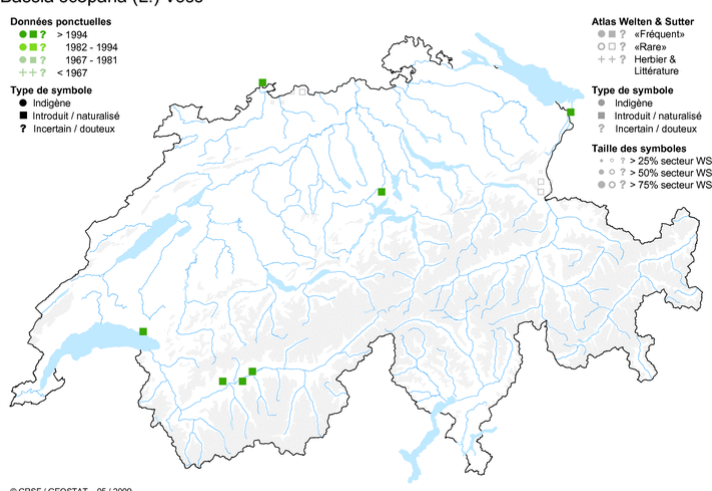 Données ponctuelles
> 1994
1982 - 1994
1967 - 1981
< 1967
Type de symbole
Indigène
Introduit / naturalisé
? Incertain / douteux
Atlas Welten & Sutter
«Fréquent»
«Rare»
Herbier &
Littérature
Type de symbole
Indigène
Introduit / naturalisé
? Incertain / douteux
Taille des symboles
? > 25% secteur WS
? > 50% secteur WS
? > 75% secteur WS